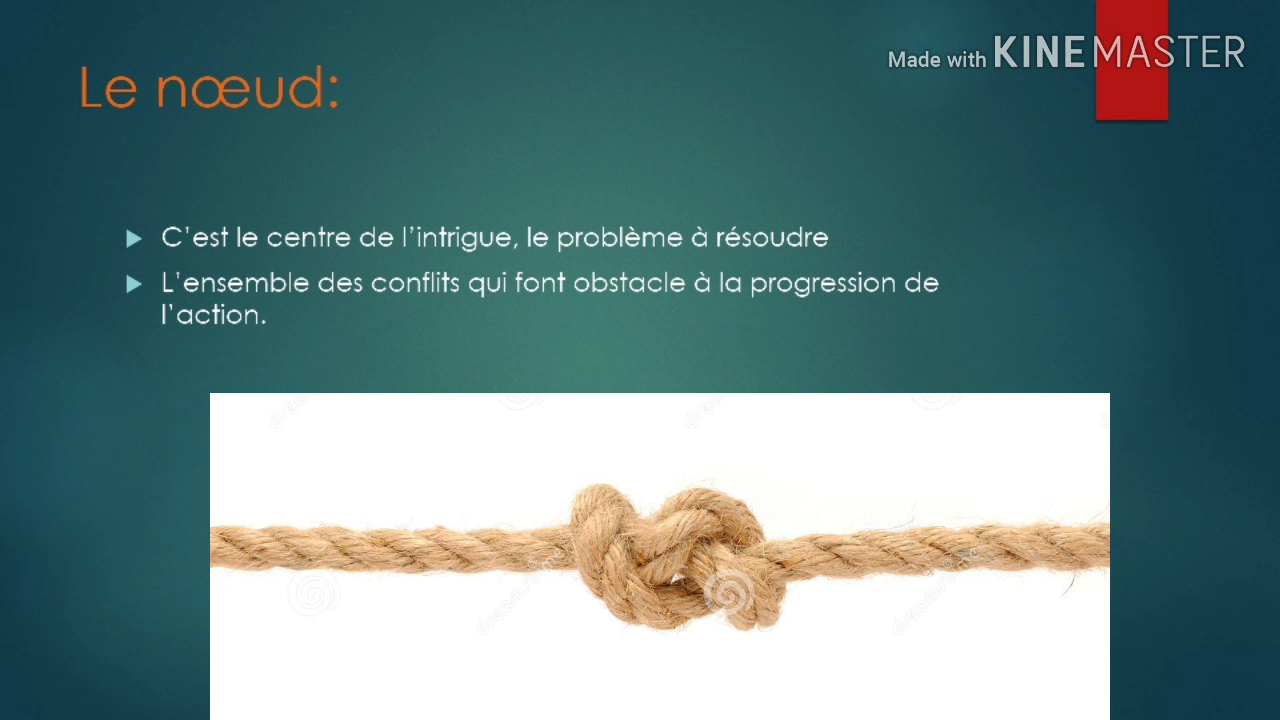 Made with KINEMASTER
Le nœud:
C'est le centre de l'intrigue, le problème à résoudre
L'ensemble des conflits qui font obstacle à la progression de
l'action.